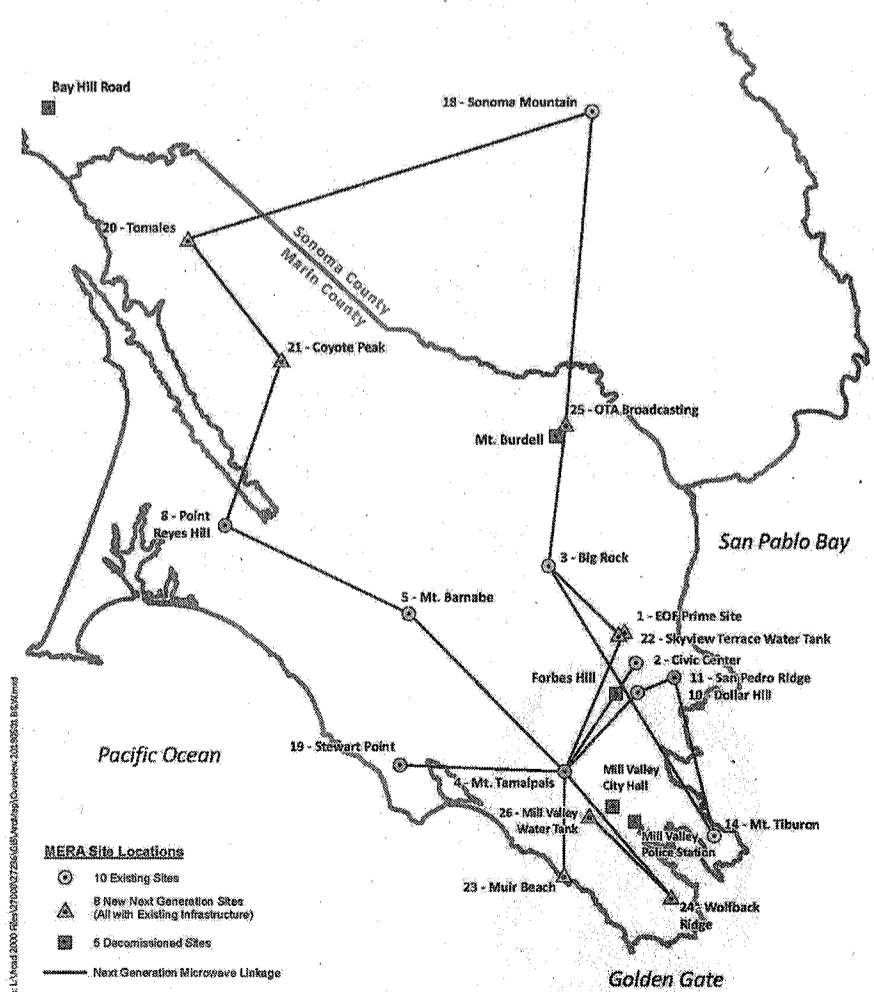 Bay Hill Road
18 - Sonoma Mountain
20 - Tomales
Sonoma County
Marin County
21 - Coyote Peak
25 - OTA Broadcasting
Mt. Burdell
8 - Point
Reyes Hill
San Pablo Bay
3 - Big Rock
5 - Mt. Barnabe
1 - EOF Prime Site
22 - Skyview Terrace Water Tank
2 - Civic Center
Forbes Hill
11 - San Pedro Ridge
10 - Dollar Hill
Pacific Ocean
19 - Stewart Point
4 - Mt. Tamalpais
Mill Valley
City Hall
26 - Mill Valley
Water Tank
14 - Mt. Tiburon
Mill Valley
Police Station
23 - Muir Beach
24 - Wolfback
Ridge
Golden Gate
MERA Site Locations
10 Existing Sites
8 New Next Generation Sites
(All with Existing Infrastructure)
5 Decomissioned Sites
Next Generation Microwave Linkage